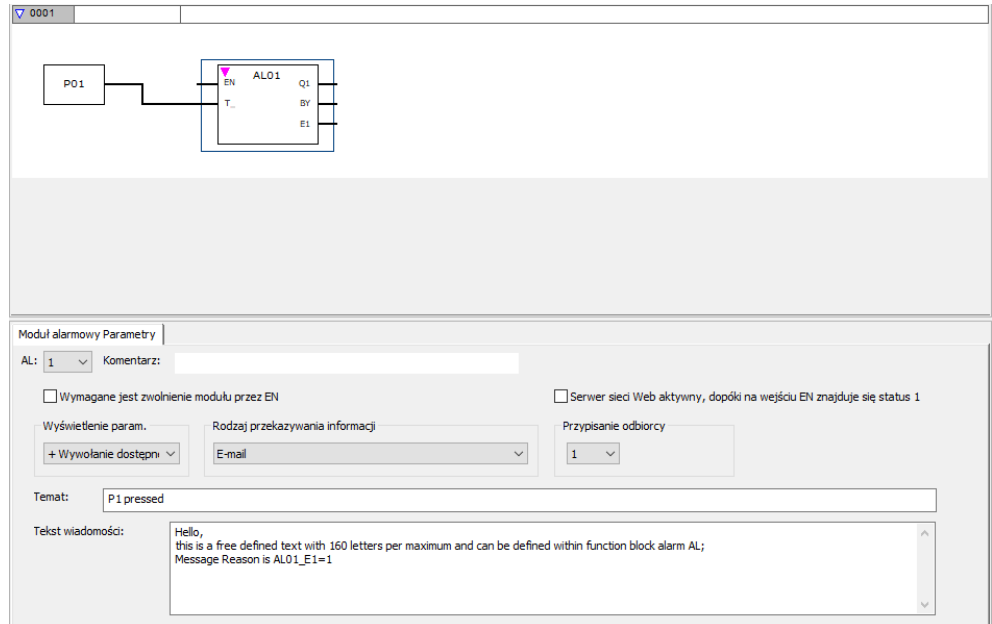 0001
P01
AL01
EN
Q1
T_
BY
E1
Moduł alarmowy Parametry
AL: 1 Komentarz:
Wymagane jest zwolnienie modułu przez EN
Serwer sieci Web aktywny, dopóki na wejściu EN znajduje się status 1
Wyświetlenie param.
Rodzaj przekazywania informacji
Przypisanie odbiorcy
+ Wywołanie
E-mail
1
Temat: P1 pressed
Tekst wiadomości:
Hello,
this is a free defined text with 160 letters per maximum and can be defined within function block alarm AL;
Message Reason is AL01_E1=1